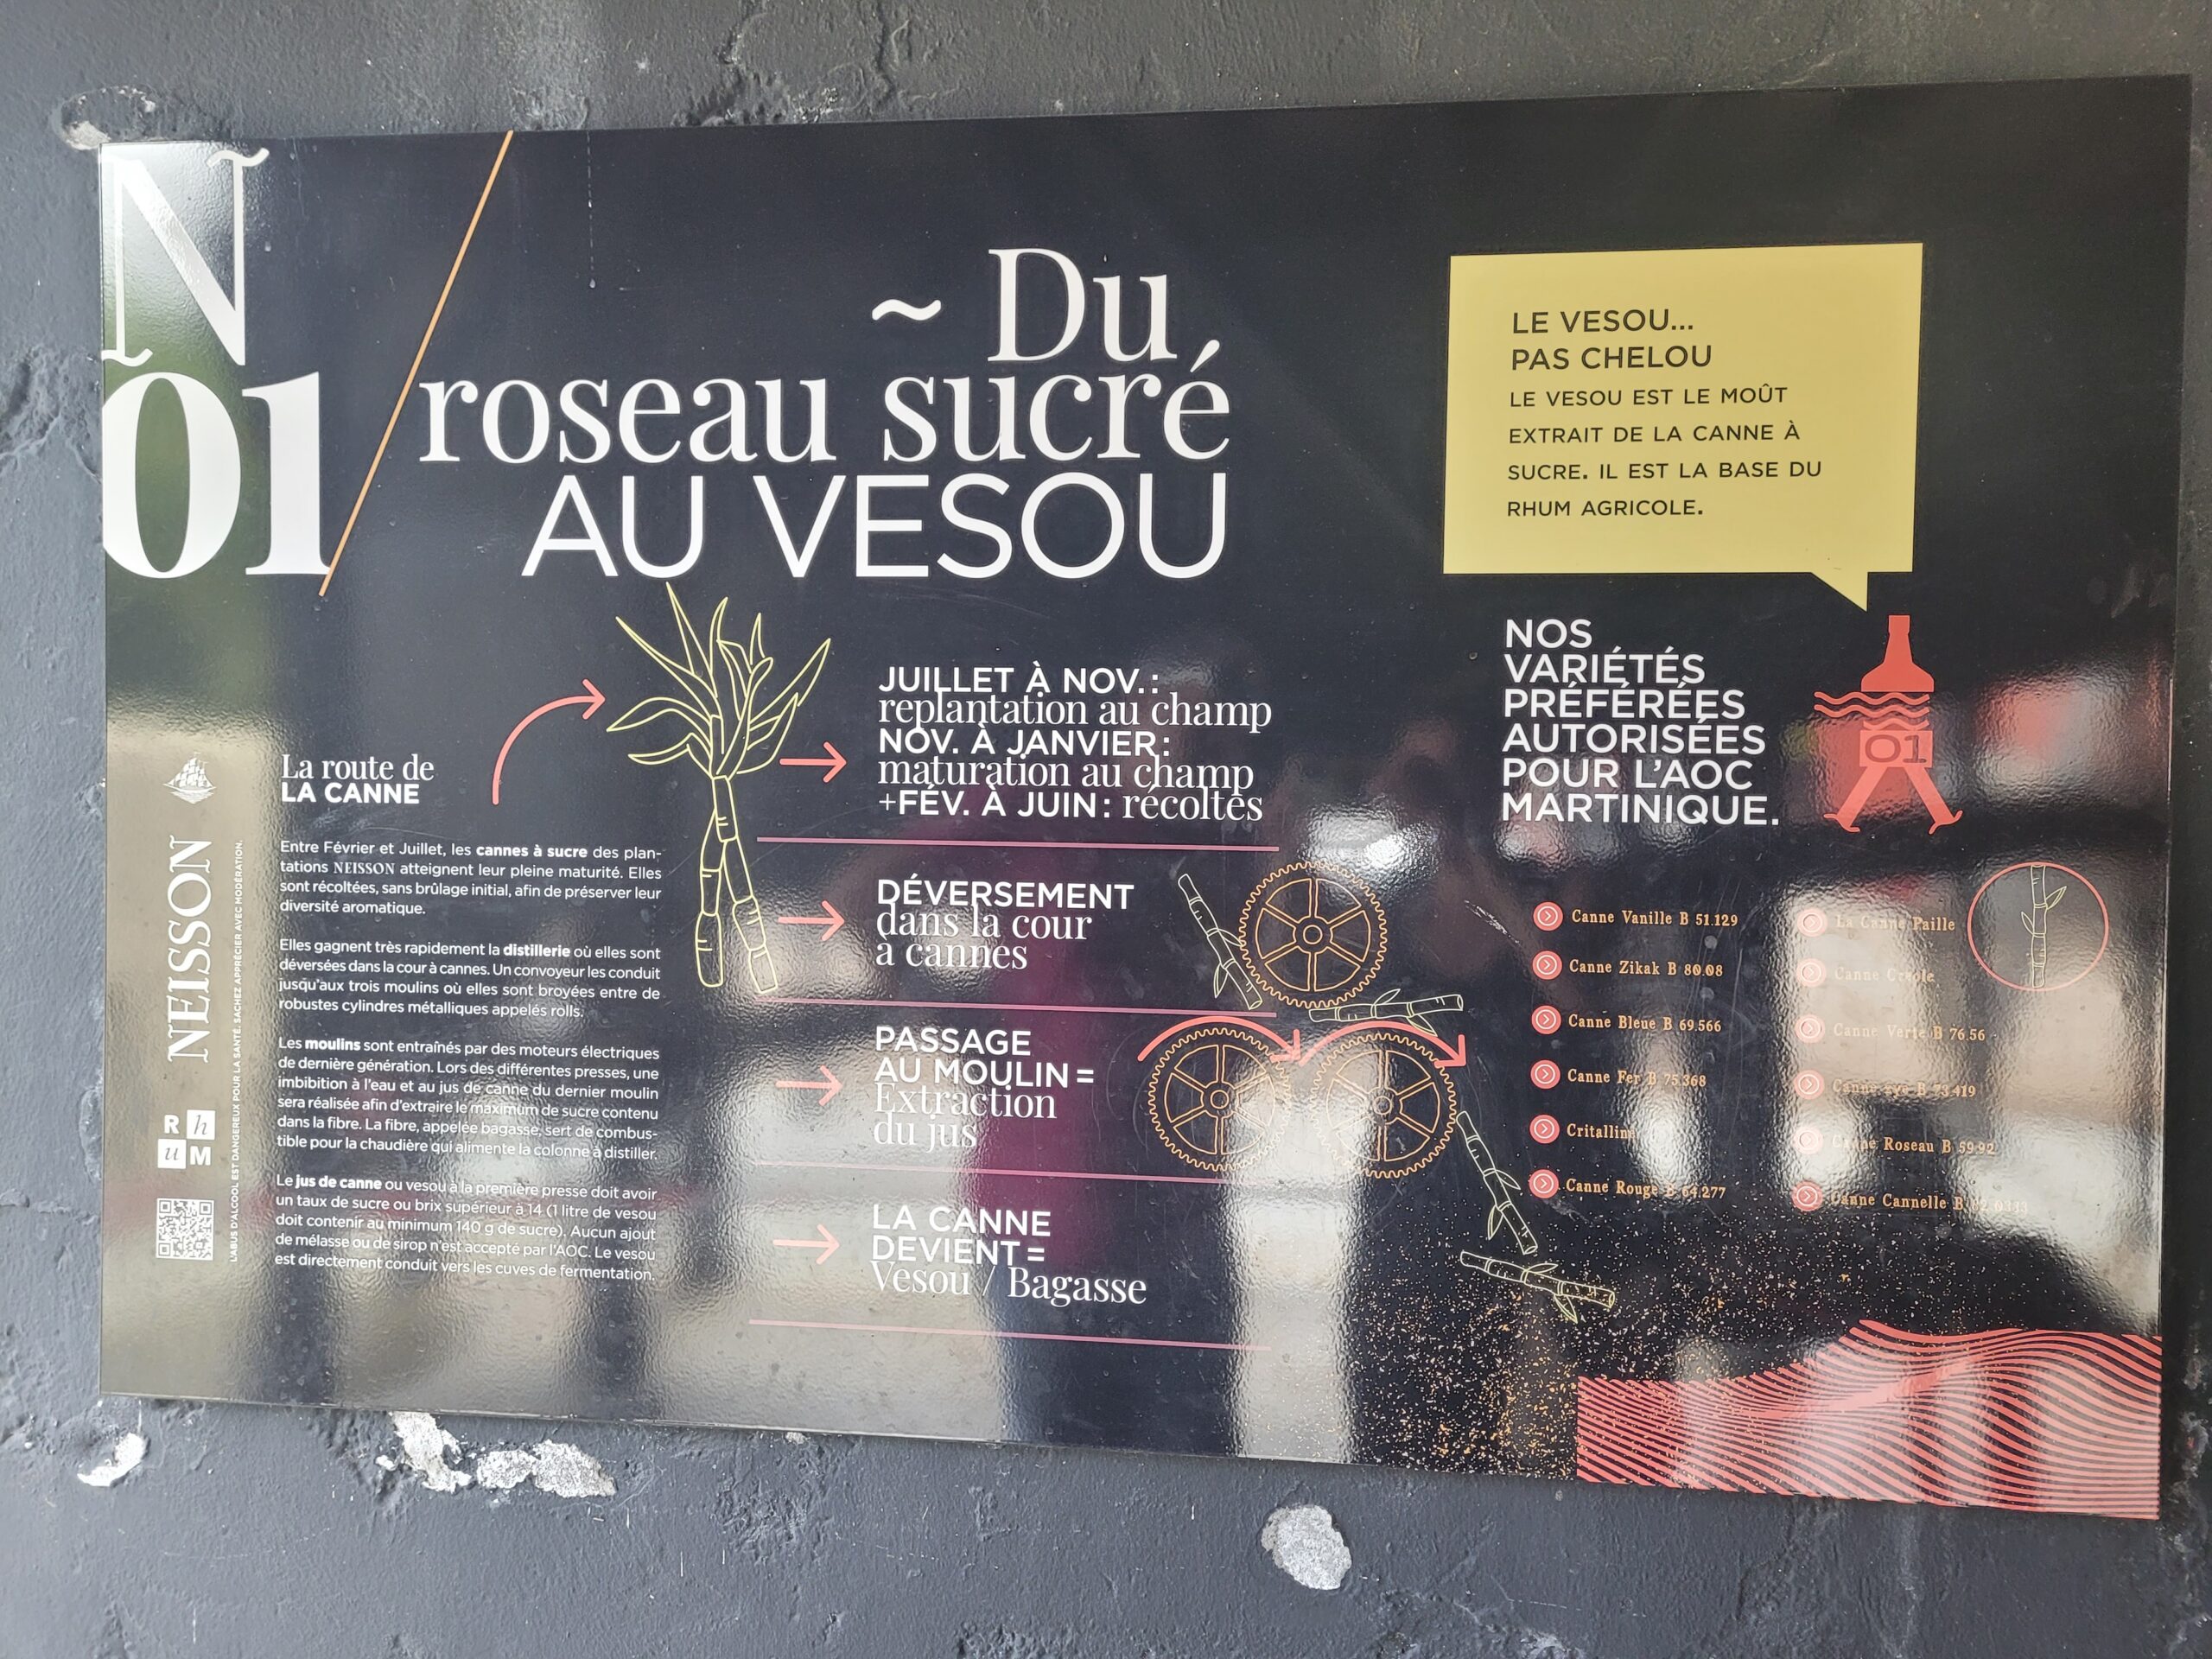 N
01
~ Du
roseau sucré
AU VESOU
LE VESOU...
PAS CHELOU
LE VESOU EST LE MOÛT
EXTRAIT DE LA CANNE À
SUCRE. IL EST LA BASE DU
RHUM AGRICOLE.
La route de
LA CANNE
Entre Février et Juillet, les cannes à sucre des plan-
tations NEISSON atteignent leur pleine maturité. Elles
sont récoltées, sans brûlage initial, afin de préserver leur
diversité aromatique.
Elles gagnent très rapidement la distillerie où elles sont
déversées dans la cour à cannes. Un convoyeur les conduit
jusqu'aux trois moulins où elles sont broyées entre de
robustes cylindres métalliques appelés rolls.
Les moulins sont entraînés par des moteurs électriques
de dernière génération. Lors des différentes presses, une
imbibition à l'eau et au jus de canne du dernier moulin
sera réalisée afin d'extraire le maximum de sucre contenu
dans la fibre. La fibre, appelée bagasse, sert de combus-
tible pour la chaudière qui alimente la colonne à distiller.
Le jus de canne ou vesou à la première presse doit avoir
un taux de sucre ou brix supérieur à 14 (1 litre de vesou
doit contenir au minimum 140 g de sucre). Aucun ajout
de mélasse ou de sirop n'est accepté par l'AOC. Le vesou
est directement conduit vers les cuves de fermentation.
NEISSON
RhuM
L'ABUS D'ALCOOL EST DANGEREUX POUR LA SANTÉ. SACHEZ APPRÉCIER AVEC MODÉRATION.
JUILLET À NOV.:
replantation au champ
NOV. À JANVIER:
maturation au champ
+FÉV. À JUIN: récoltes
DÉVERSEMENT
dans la cour
à cannes
PASSAGE
AU MOULIN=
Extraction
du jus
LA CANNE
DEVIENT=
Vesou / Bagasse
NOS
VARIÉTÉS
PRÉFÉRÉES
AUTORISÉES
POUR L'AOC
MARTINIQUE.
01
Canne Vanille B 51.129
Canne Zikak B 80.08
Canne Bleue B 69.566
Canne Fer B 75.368
Critalline
Canne Rouge B 64.277
La Canne Paille
Canne Créole
Canne Verte B 76.56
Canne
Canne Roseau B 59.92
Canne Cannelle B